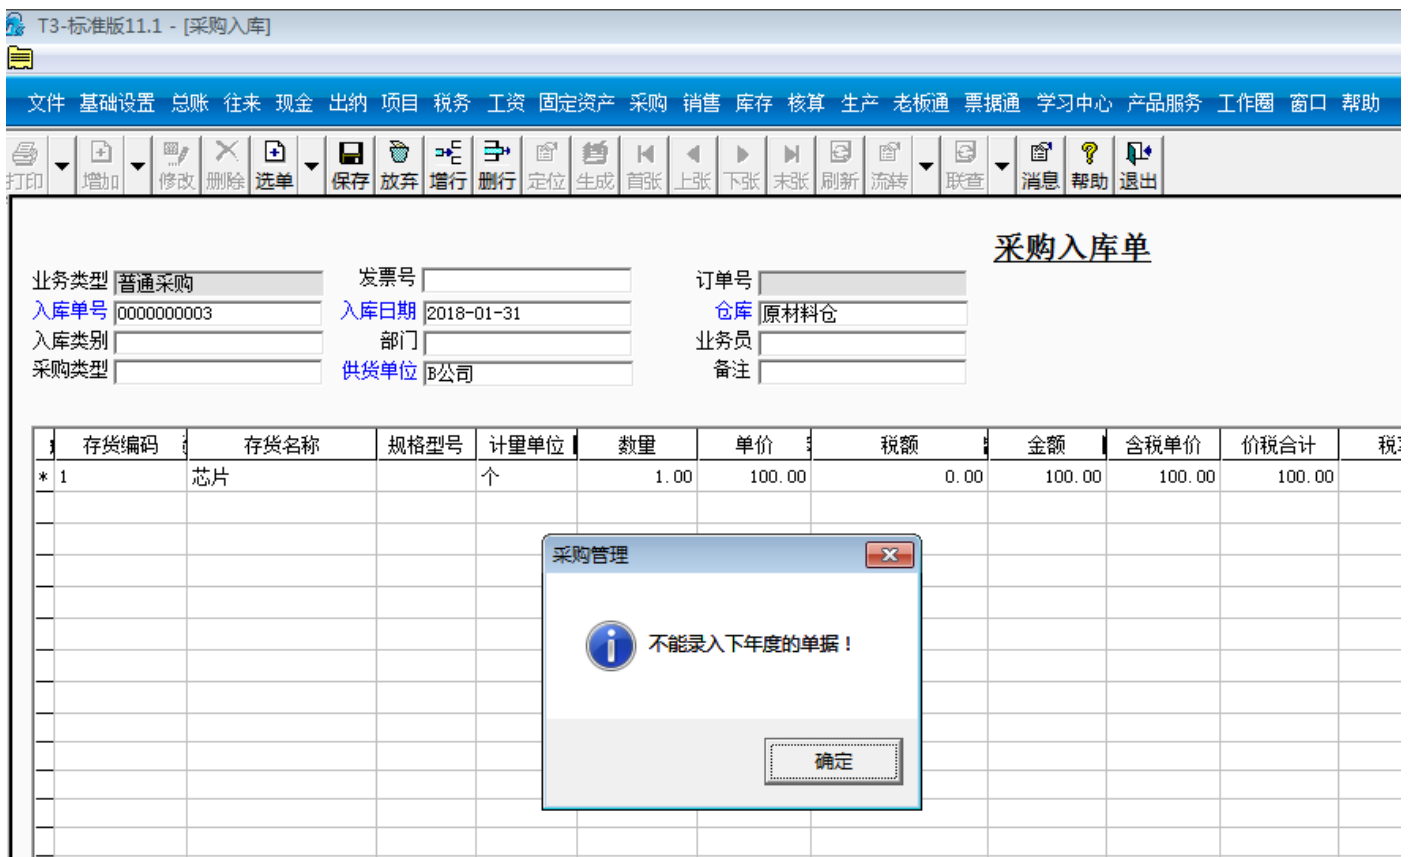 T3-标准版11.1 - [采购入库]
文件 基础设置 总账 往来 现金 出纳 项目 税务 工资 固定资产 采购 销售 库存 核算 生产 老板通 票据通 学习中心 产品服务 工作圈 窗口 帮助
打印 增加 修改 删除 选单 保存 放弃 增行 删行 定位 生成 首张 上张 下张 末张 刷新 流转 联查 消息 帮助 退出
采购入库单
业务类型 普通采购 发票号 订单号
入库单号 0000000003 入库日期 2018-01-31 仓库 原材料仓
入库类别 部门 业务员
采购类型 供货单位 B公司 备注
存货编码 存货名称 规格型号 计量单位 数量 单价 税额 金额 含税单价 价税合计
* 1 芯片 个 1.00 100.00 0.00 100.00 100.00 100.00
采购管理
不能录入下年度的单据！
确定